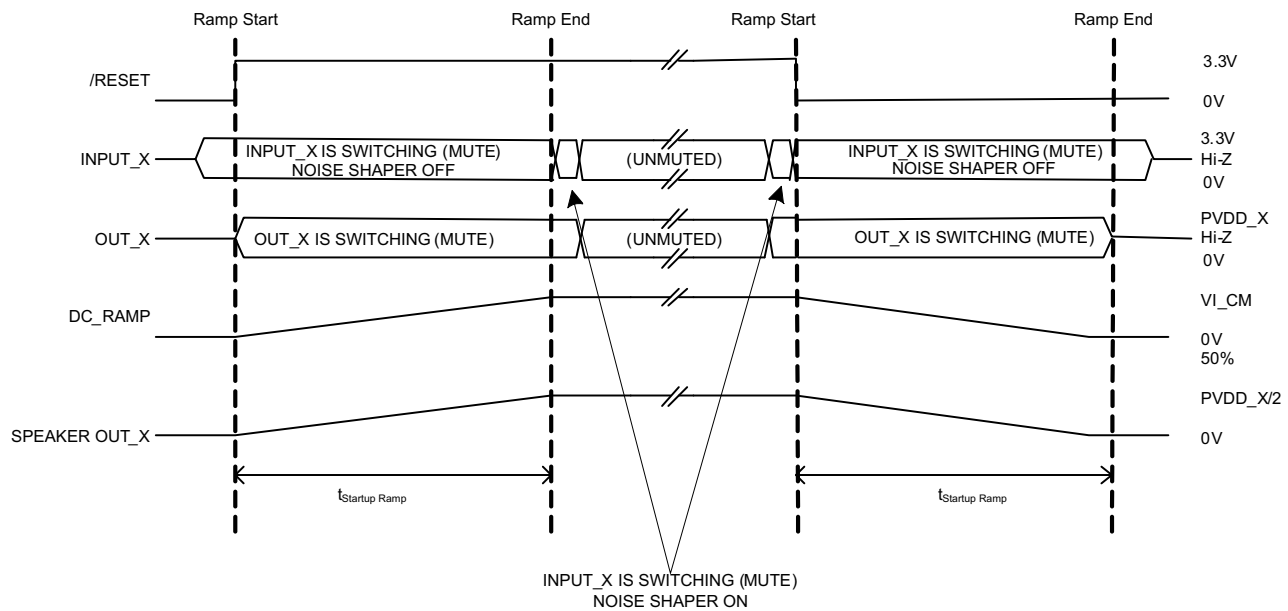 Ramp Start
Ramp End
Ramp Start
Ramp End
/RESET
3.3V
0V
INPUT_X
INPUT_X IS SWITCHING (MUTE)
NOISE SHAPER OFF
(UNMUTED)
INPUT_X IS SWITCHING (MUTE)
NOISE SHAPER OFF
3.3V
Hi-Z
0V
OUT_X
OUT_X IS SWITCHING (MUTE)
(UNMUTED)
OUT_X IS SWITCHING (MUTE)
PVDD_X
Hi-Z
0V
DC_RAMP
VI_CM
0V
50%
SPEAKER OUT_X
PVDD_X/2
0V
tStartup Ramp
tStartup Ramp
INPUT_X IS SWITCHING (MUTE)
NOISE SHAPER ON